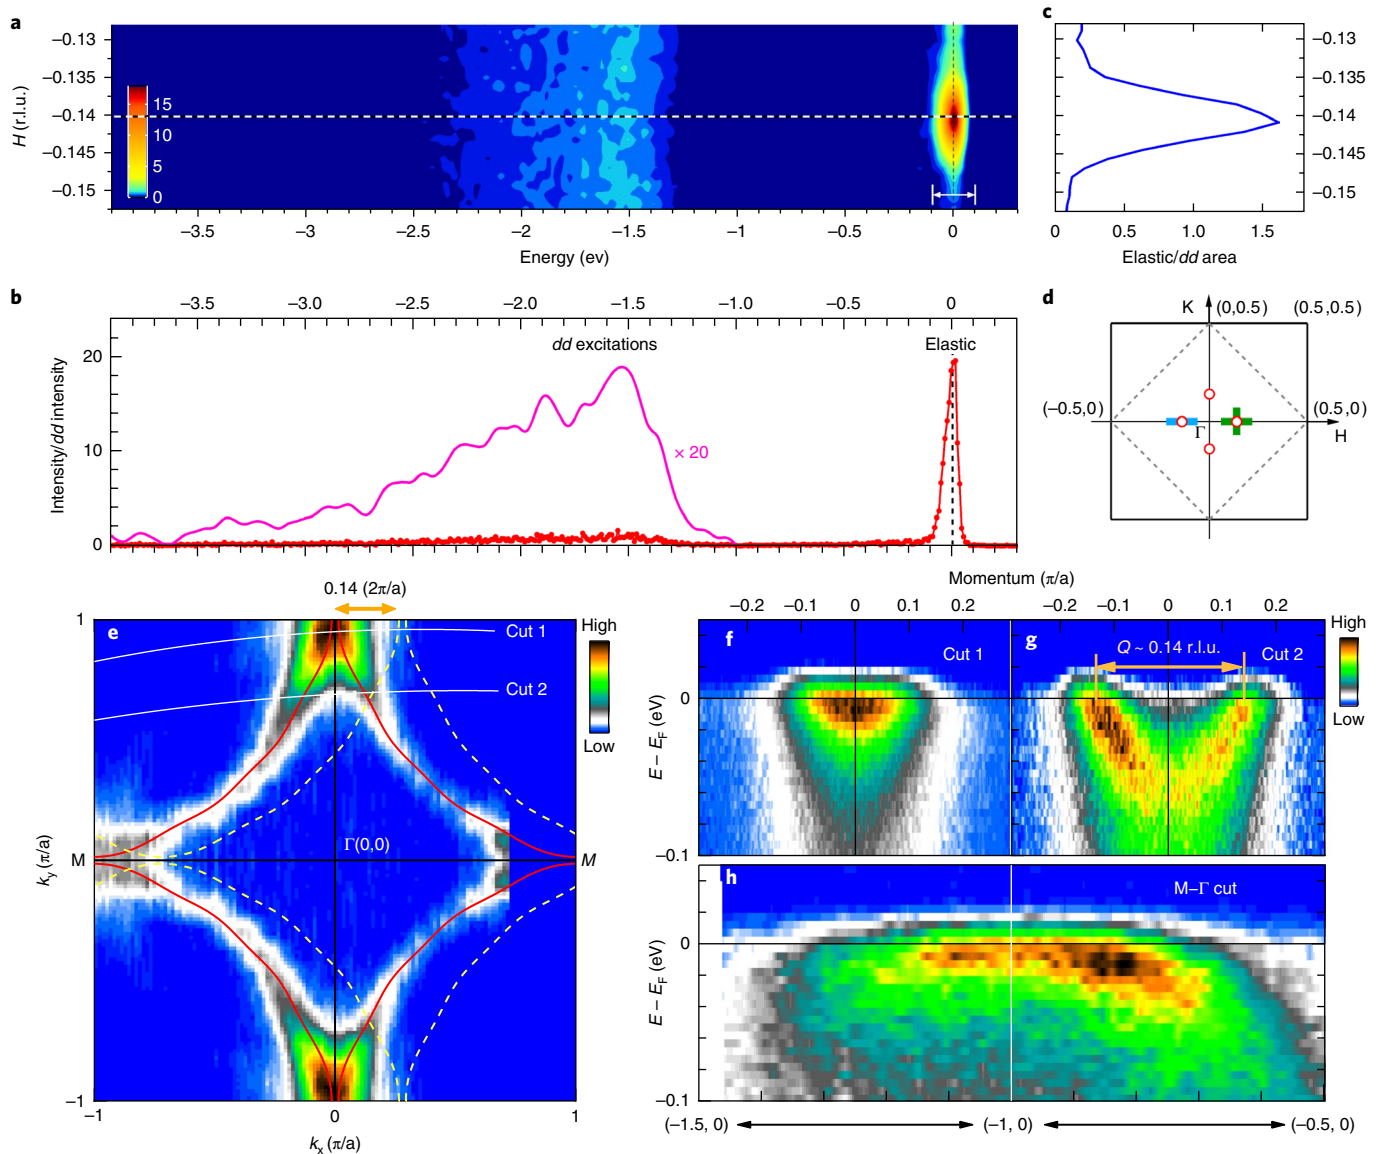 a
−0.13
−0.135
−0.14
−0.145
−0.15
H (r.l.u.)
15
10
5
0
−3.5 −3 −2.5 −2 −1.5 −1 −0.5 0
Energy (ev)
c
−0.13
−0.135
−0.14
−0.145
−0.15
0 0.5 1.0 1.5
Elastic/dd area
b
−3.5 −3.0 −2.5 −2.0 −1.5 −1.0 −0.5 0
dd excitations
Elastic
× 20
20
10
0
Intensity/dd intensity
d
K (0,0.5) (0.5,0.5)
(−0.5,0) (0.5,0)
Γ
H
0.14 (2π/a)
e
1
Cut 1
Cut 2
High
Low
Γ(0,0)
M M
k_y (π/a)
−1
−1 0 1
k_x (π/a)
Momentum (π/a)
−0.2 −0.1 0 0.1 0.2 −0.2 −0.1 0 0.1 0.2
f
Cut 1
g
Q ~ 0.14 r.l.u.
Cut 2
High
Low
0
−0.1
E − E_F (eV)
h
M–Γ cut
0
−0.1
E − E_F (eV)
(−1.5, 0) (−1, 0) (−0.5, 0)